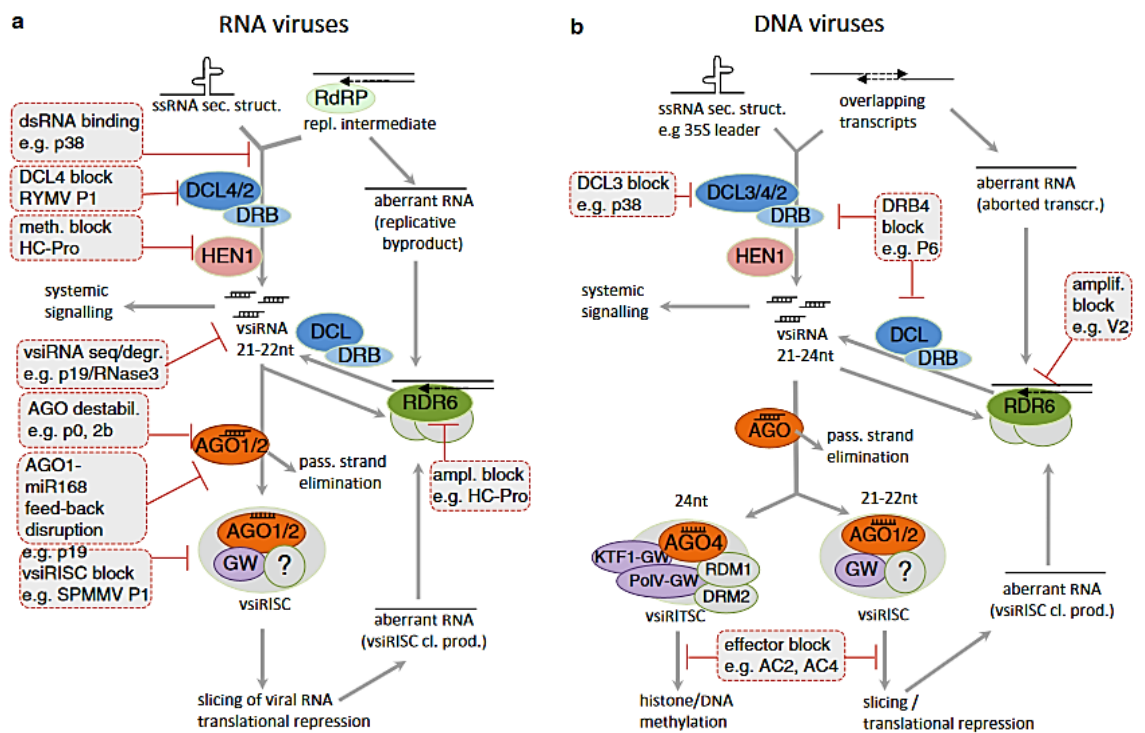 a
RNA viruses
ssRNA sec. struct.
RdRP
repl. intermediate
dsRNA binding
e.g. p38
DCL4 block
RYMV P1
meth. block
HC-Pro
DCL4/2
DRB
HEN1
aberrant RNA
(replicative
byproduct)
systemic
signalling
vsiRNA
21-22nt
DCL
DRB
vsiRNA seq/degr.
e.g. p19/RNase3
RDR6
AGO destabil.
e.g. p0, 2b
AGO1/2
AGO1-
miR168
feed-back
disruption
e.g. p19
pass. strand
elimination
ampl. block
e.g. HC-Pro
AGO1/2
GW
?
vsiRISC block
e.g. SPMMV P1
vsiRISC
aberrant RNA
(vsiRISC cl. prod.)
slicing of viral RNA
translational repression
b
DNA viruses
ssRNA sec. struct.
e.g 35S leader
overlapping
transcripts
DCL3 block
e.g. p38
DCL3/4/2
DRB
HEN1
DRB4
block
e.g. P6
aberrant RNA
(aborted transcr.)
systemic
signalling
vsiRNA
21-24nt
amplif.
block
e.g. V2
DCL
DRB
RDR6
AGO
pass. strand
elimination
24nt
21-22nt
AGO4
KTF1-GW
PolV-GW
RDM1
DRM2
vsiRITSC
AGO1/2
GW
?
vsiRISC
aberrant RNA
(vsiRISC cl. prod.)
effector block
e.g. AC2, AC4
histone/DNA
methylation
slicing /
translational repression